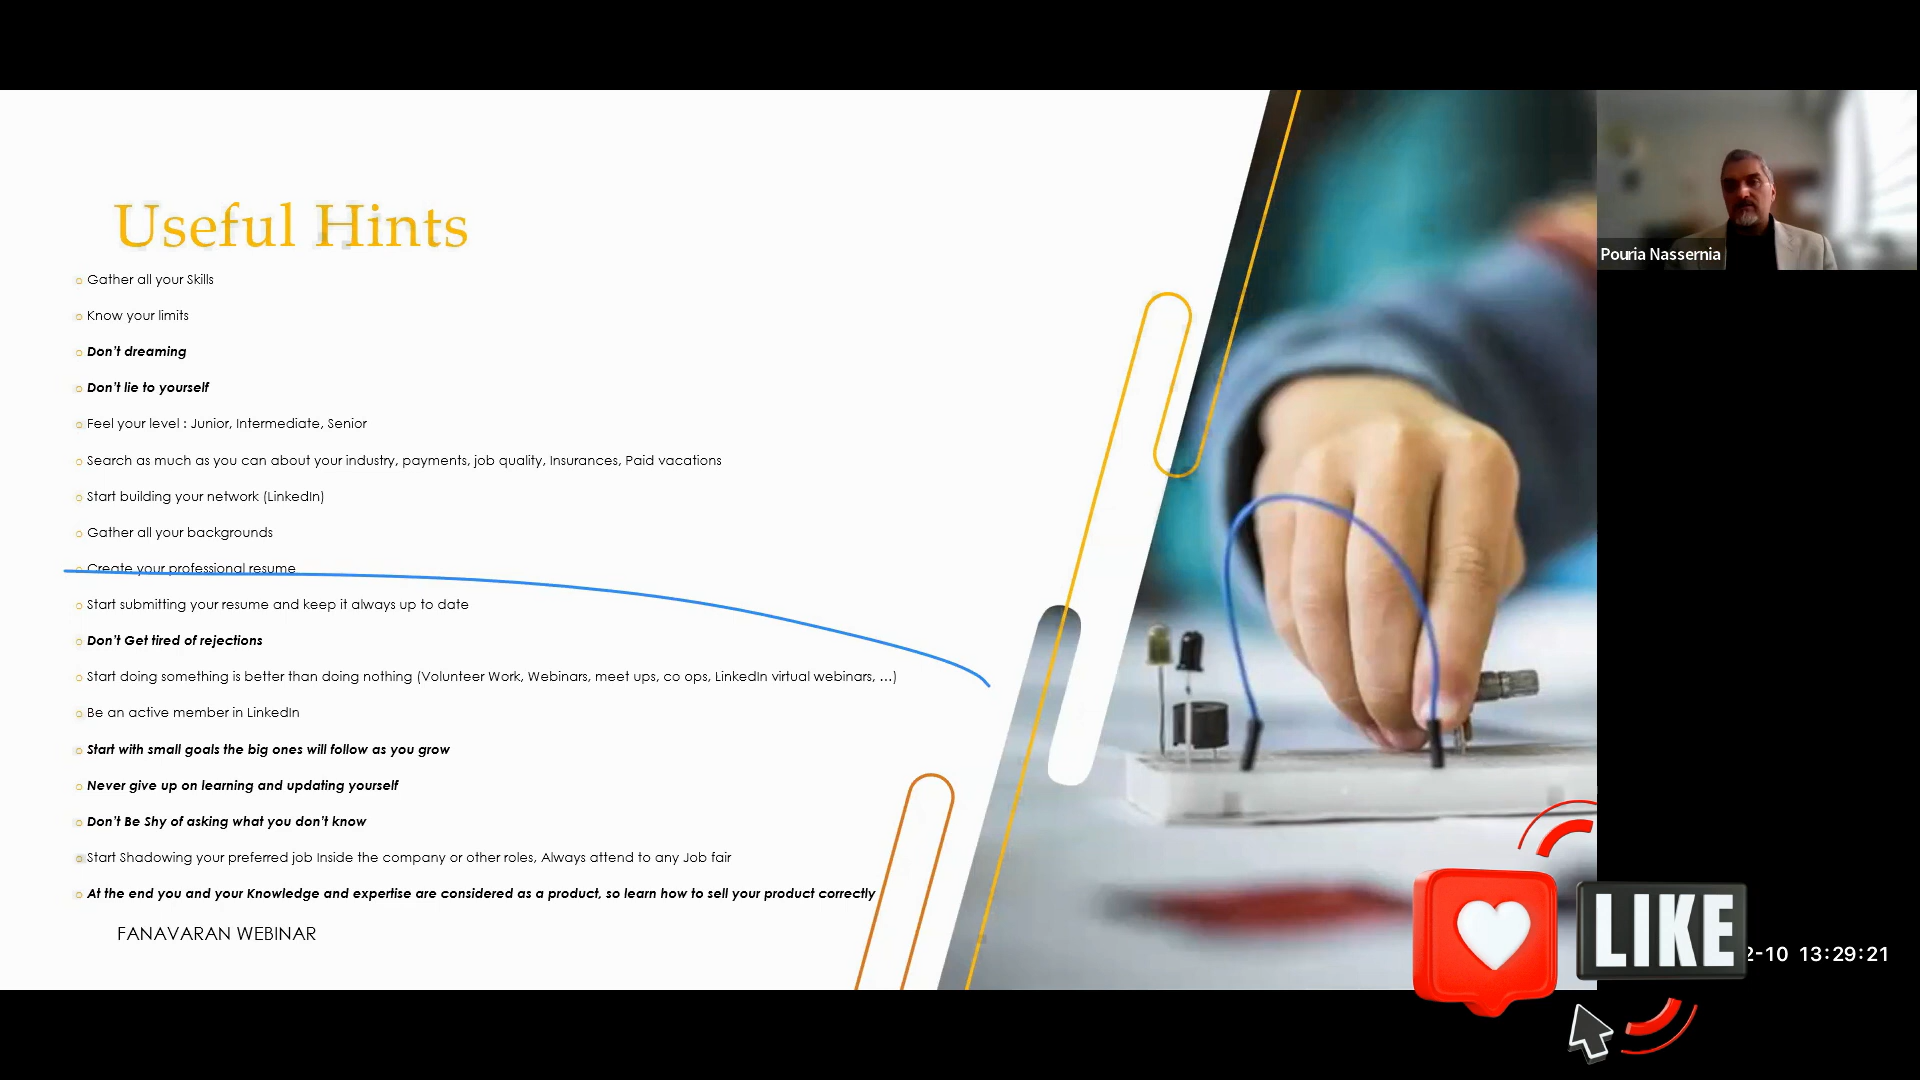 Useful Hints
Gather all your Skills
Know your limits
Don't dreaming
Don't lie to yourself
Feel your level : Junior, Intermediate, Senior
Search as much as you can about your industry, payments, job quality, Insurances, Paid vacations
Start building your network (LinkedIn)
Gather all your backgrounds
Create your professional resume
Start submitting your resume and keep it always up to date
Don't Get tired of rejections
Start doing something is better than doing nothing (Volunteer Work, Webinars, meet ups, co ops, LinkedIn virtual webinars, ...)
Be an active member in LinkedIn
Start with small goals the big ones will follow as you grow
Never give up on learning and updating yourself
Don't Be Shy of asking what you don't know
Start Shadowing your preferred job Inside the company or other roles, Always attend to any Job fair
At the end you and your Knowledge and expertise are considered as a product, so learn how to sell your product correctly
FANAVARAN WEBINAR
Pouria Nassernia
LIKE
2-10 13:29:21